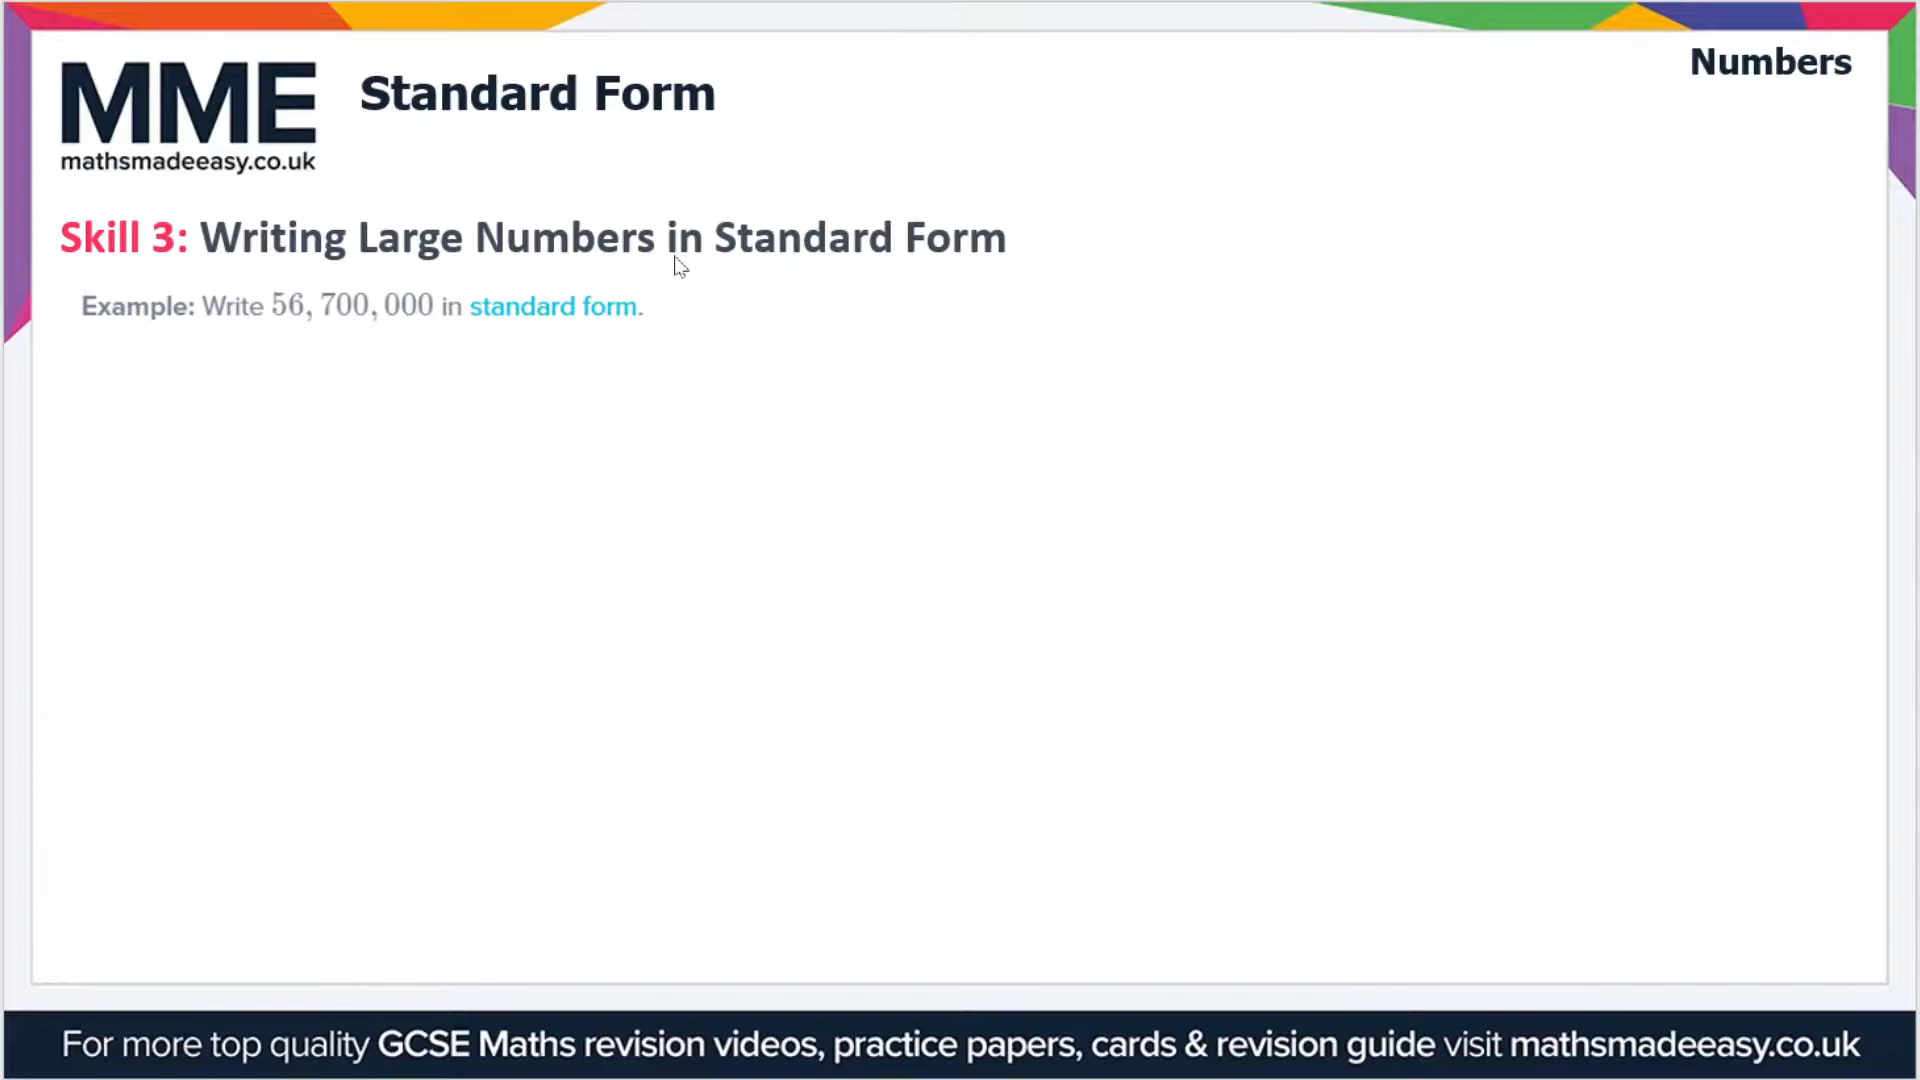 Numbers
MME
mathsmadeeasy.co.uk
Standard Form
Skill 3: Writing Large Numbers in Standard Form
Example: Write 56, 700, 000 in standard form.
For more top quality GCSE Maths revision videos, practice papers, cards & revision guide visit mathsmadeeasy.co.uk